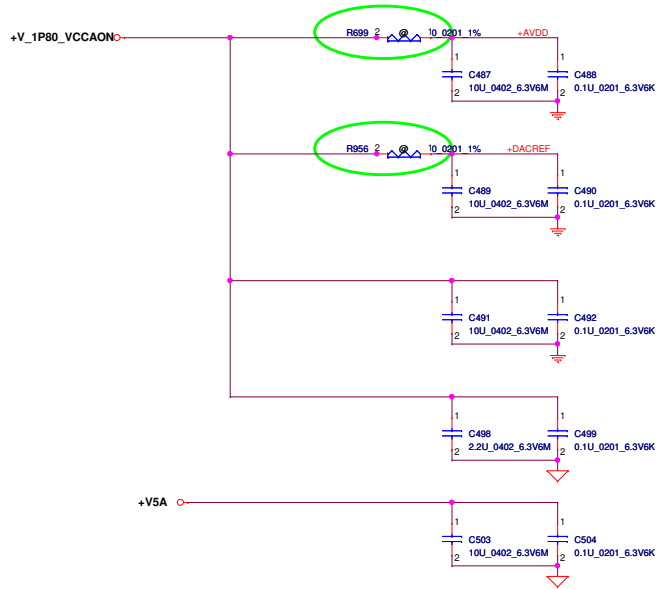 +V_1P80_VCCAON
R699 2 @ 1 0_0201_1% +AVDD
1 1
C487 C488
10U_0402_6.3V6M 0.1U_0201_6.3V6K
2 2
R956 2 @ 1 0_0201_1% +DACREF
1 1
C489 C490
10U_0402_6.3V6M 0.1U_0201_6.3V6K
2 2
1 1
C491 C492
10U_0402_6.3V6M 0.1U_0201_6.3V6K
2 2
1 1
C498 C499
2.2U_0402_6.3V6M 0.1U_0201_6.3V6K
2 2
+V5A
1 1
C503 C504
10U_0402_6.3V6M 0.1U_0201_6.3V6K
2 2